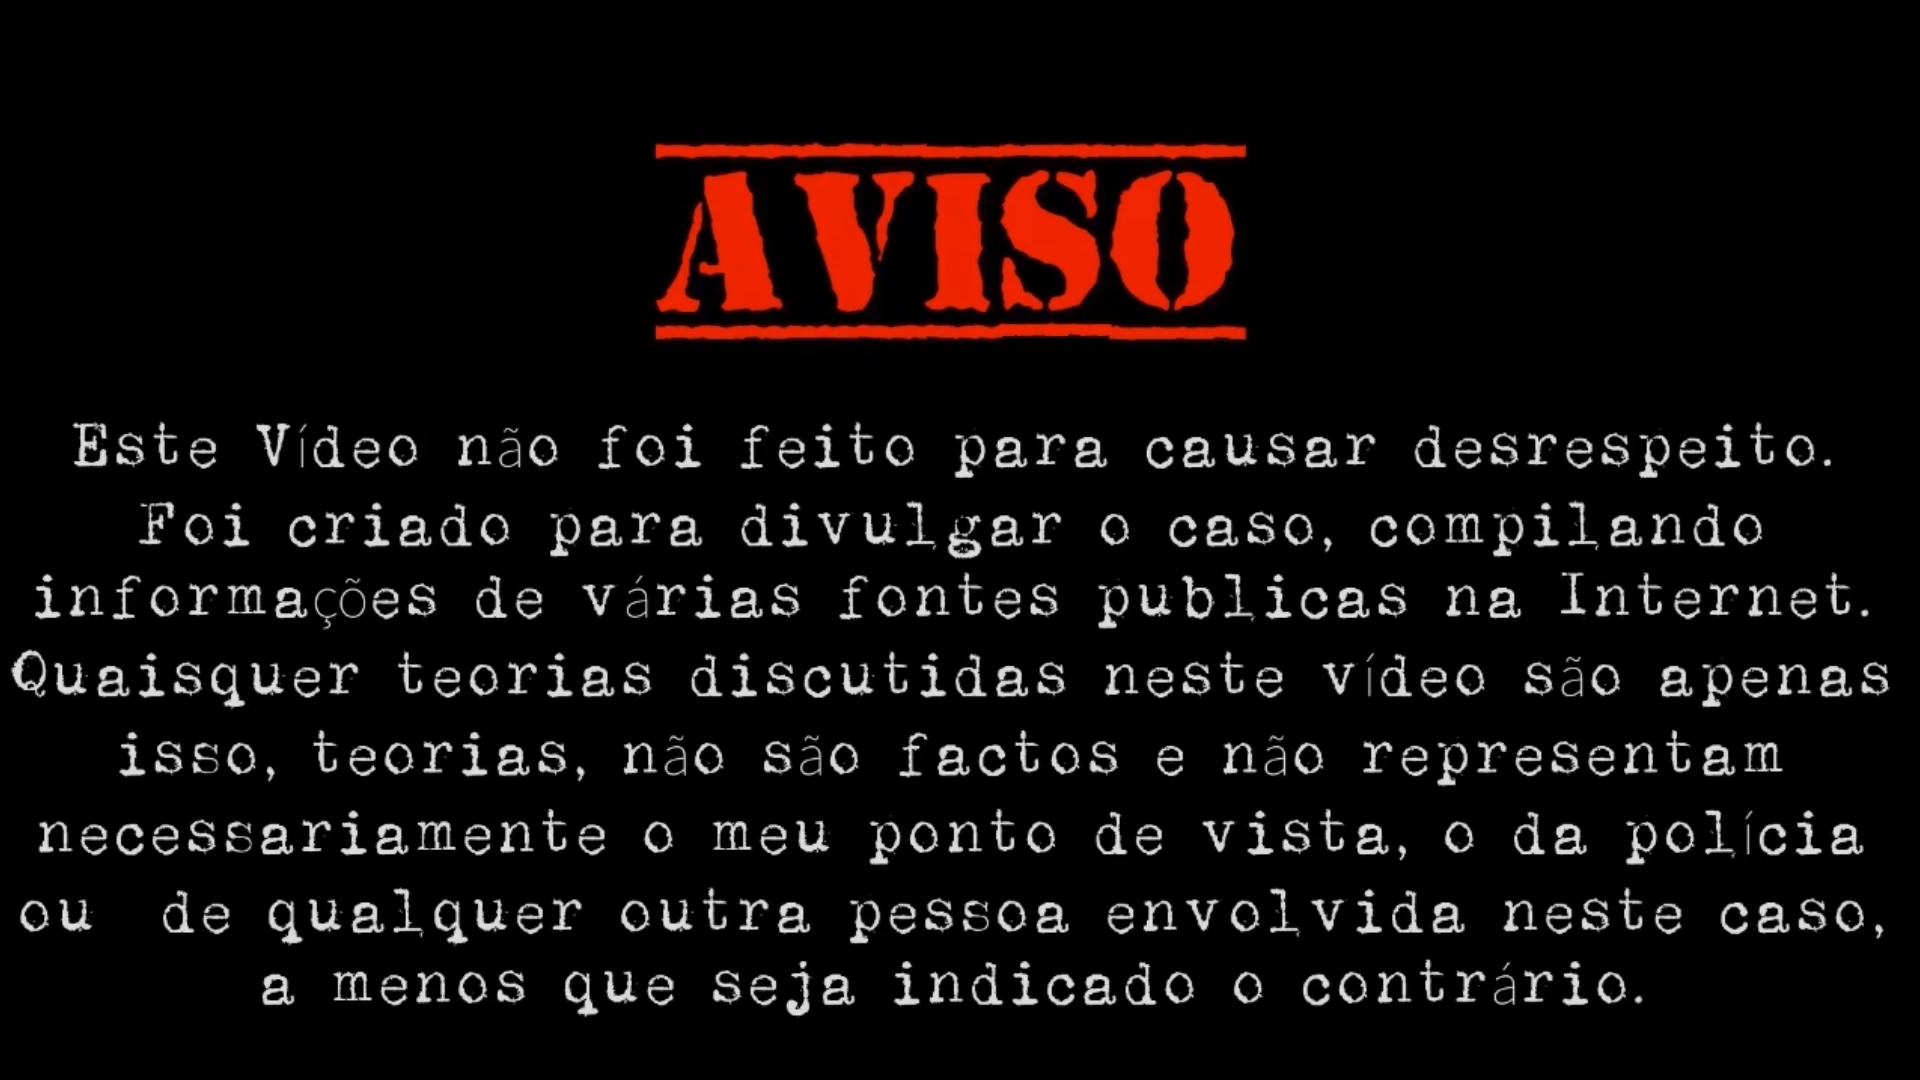 AVISO
Este Vídeo não foi feito para causar desrespeito.
Foi criado para divulgar o caso, compilando
informações de várias fontes publicas na Internet.
Quaisquer teorias discutidas neste vídeo são apenas
isso, teorias, não são factos e não representam
necessariamente o meu ponto de vista, o da polícia
ou  de qualquer outra pessoa envolvida neste caso,
a menos que seja indicado o contrário.